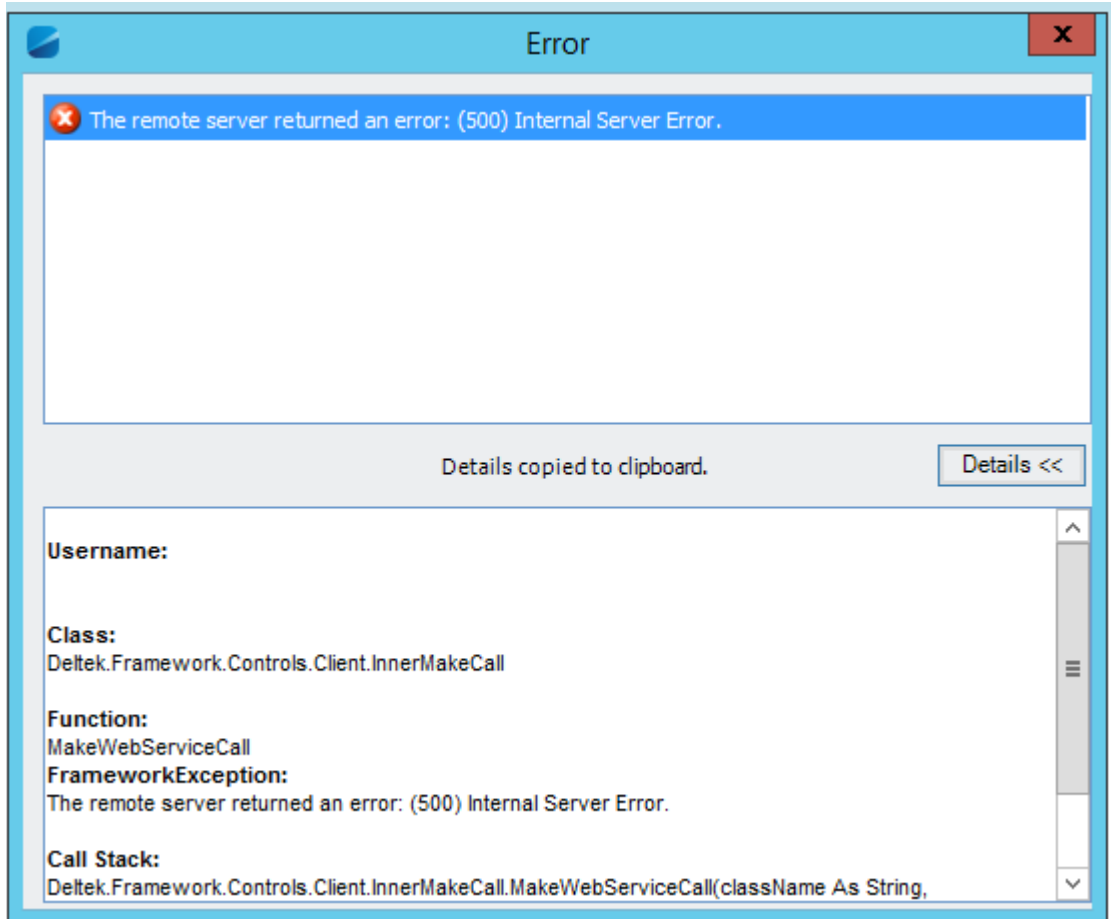 Error
x
The remote server returned an error: (500) Internal Server Error.
Details copied to clipboard.
Details <<
Username:
Class:
Deltek.Framework.Controls.Client.InnerMakeCall
Function:
MakeWebServiceCall
FrameworkException:
The remote server returned an error: (500) Internal Server Error.
Call Stack:
Deltek.Framework.Controls.Client.InnerMakeCall.MakeWebServiceCall(className As String,